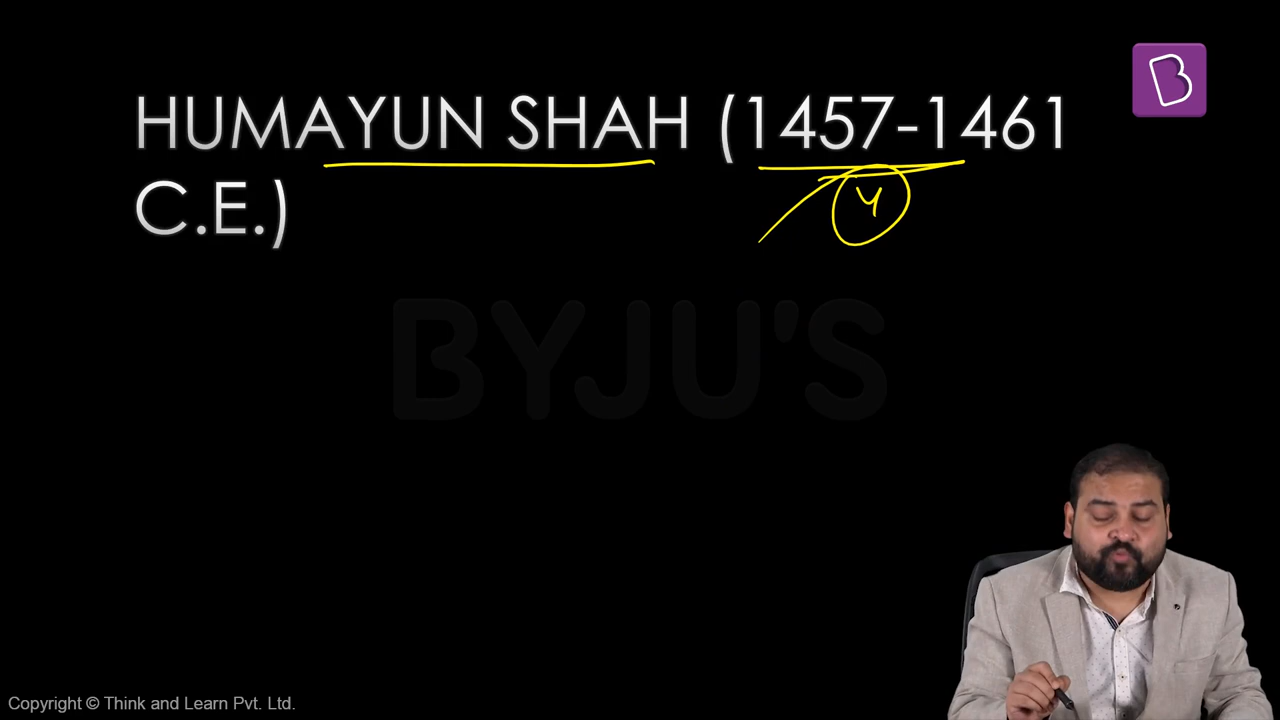 HUMAYUN SHAH (1457-1461
C.E.)
4
BYJU'S
Copyright © Think and Learn Pvt. Ltd.